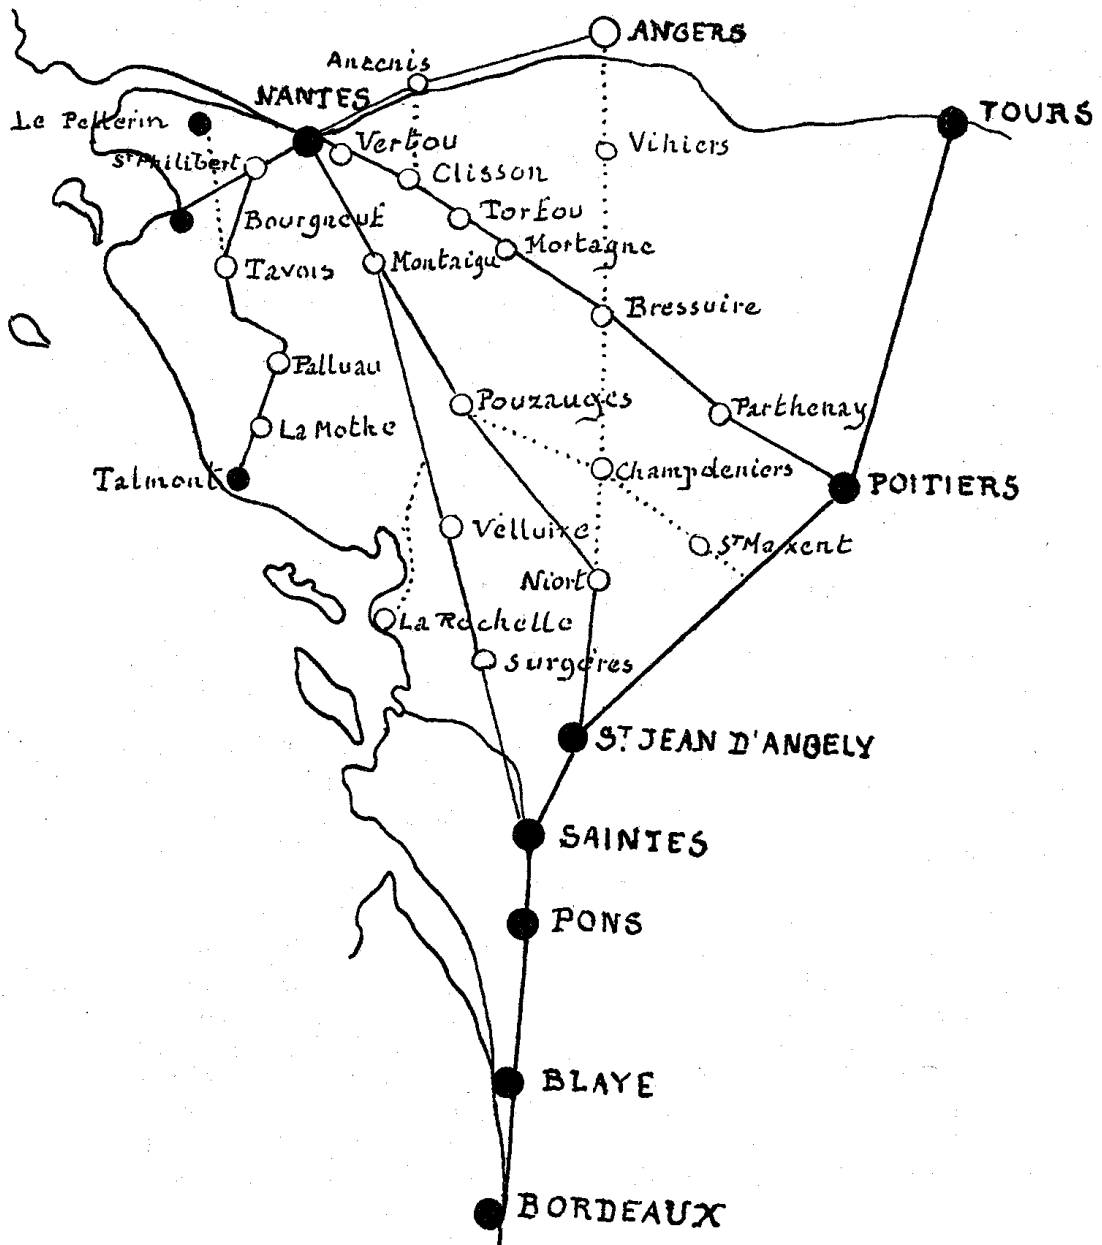 ANGERS
Ancenis
NANTES
TOURS
Le Pellerin
Vertou
Vihiers
St Philibert
Clisson
Torfou
Bourgneuf
Mortagne
Tavois
Montaigu
Bressuire
Palluau
Pouzauges
Parthenay
La Mothe
Champdeniers
Talmont
POITIERS
Velluire
ST Maxent
Niort
La Rochelle
Surgères
ST JEAN D'ANGELY
SAINTES
PONS
BLAYE
BORDEAUX